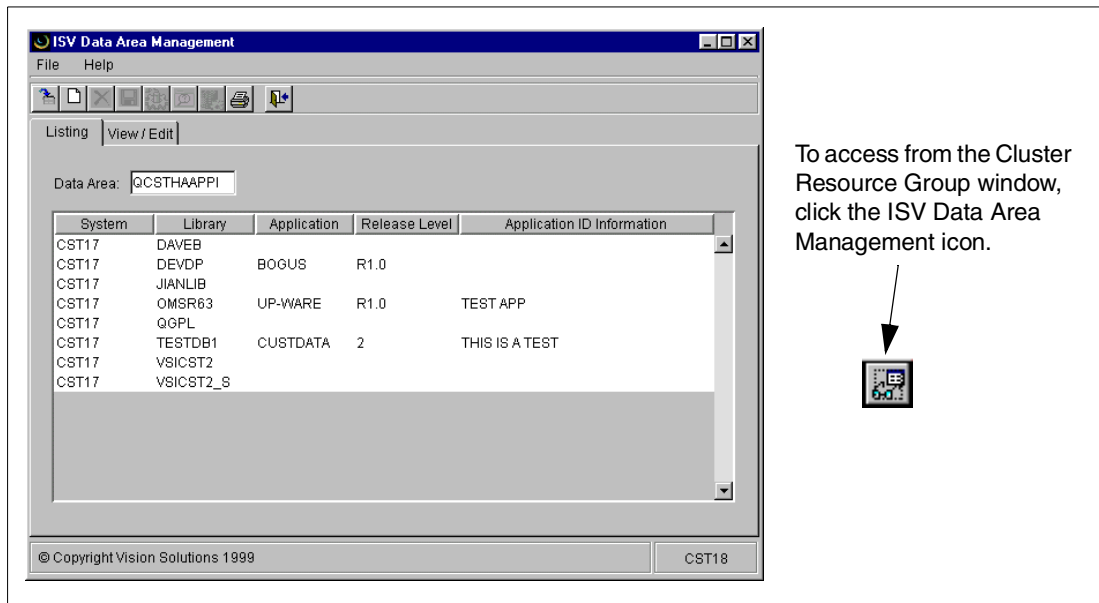 ISV Data Area Management
File Help
Listing View / Edit
Data Area: QCSTHAAPPI
System Library Application Release Level Application ID Information
CST17 DAVEB
CST17 DEVDP BOGUS R1.0
CST17 JIANLIB
CST17 OMSR63 UP-WARE R1.0 TEST APP
CST17 QGPL
CST17 TESTDB1 CUSTDATA 2 THIS IS A TEST
CST17 VSICST2
CST17 VSICST2_S
© Copyright Vision Solutions 1999 CST18
To access from the Cluster
Resource Group window,
click the ISV Data Area
Management icon.